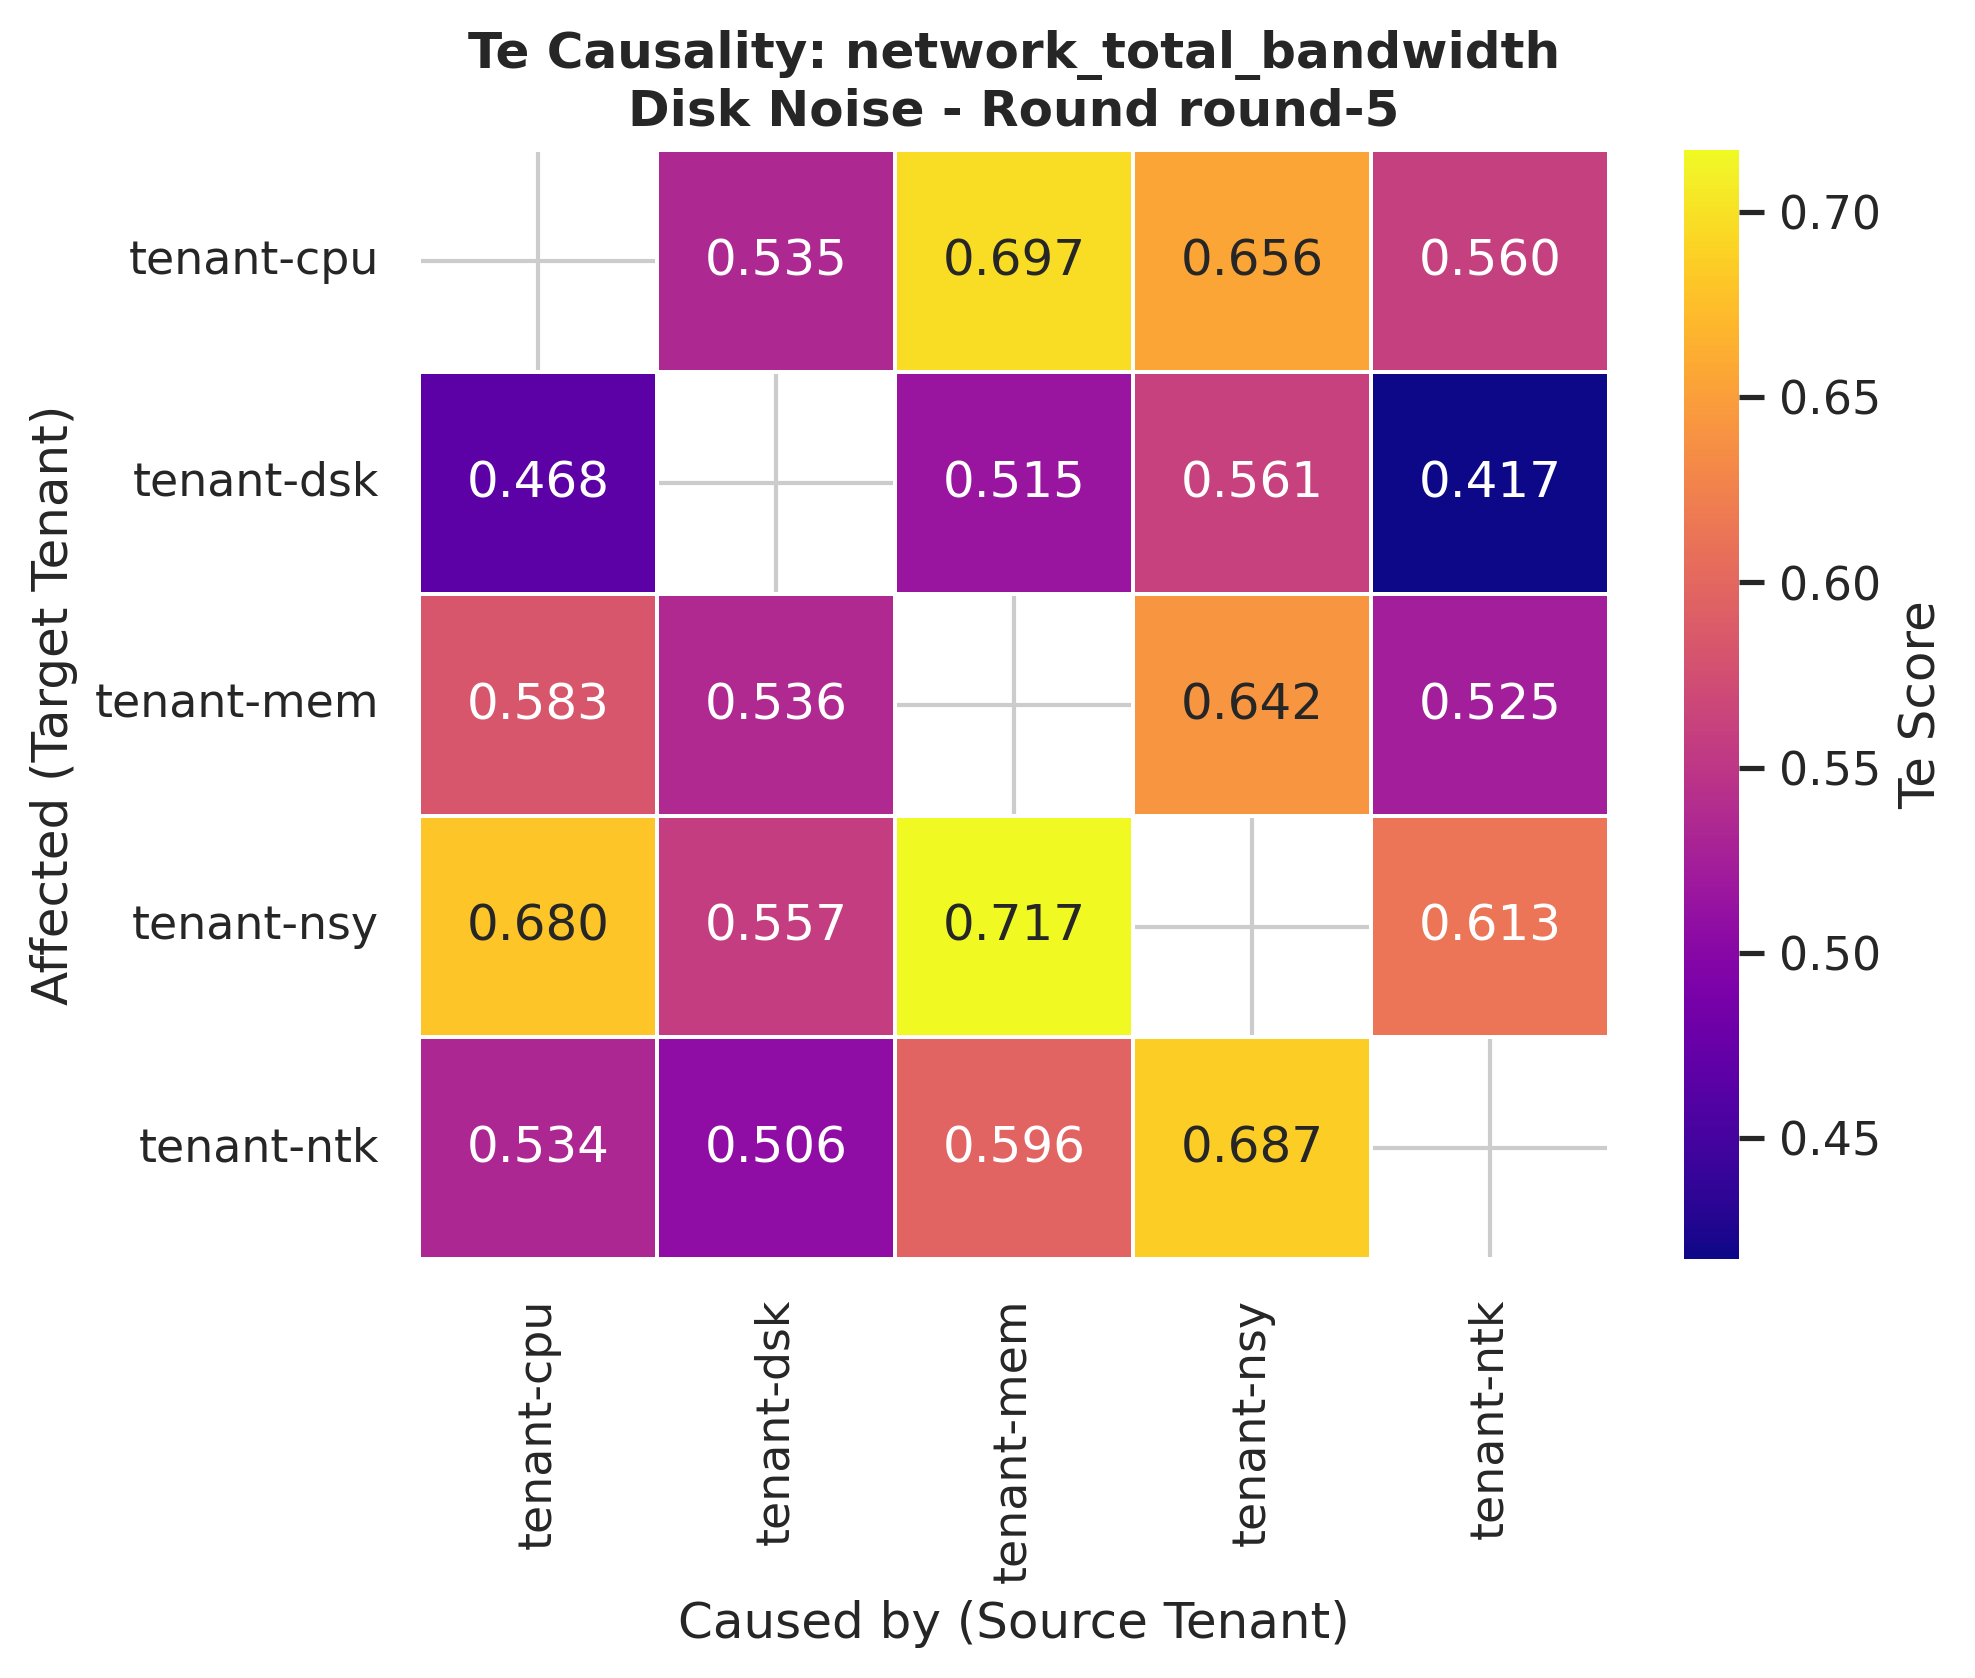 Te Causality: network_total_bandwidth
Disk Noise - Round round-5
Affected (Target Tenant)
tenant-cpu 0.535 0.697 0.656 0.560
tenant-dsk 0.468 0.515 0.561 0.417
tenant-mem 0.583 0.536 0.642 0.525
tenant-nsy 0.680 0.557 0.717 0.613
tenant-ntk 0.534 0.506 0.596 0.687
tenant-cpu
tenant-dsk
tenant-mem
tenant-nsy
tenant-ntk
Caused by (Source Tenant)
0.70
0.65
0.60
0.55
0.50
0.45
Te Score